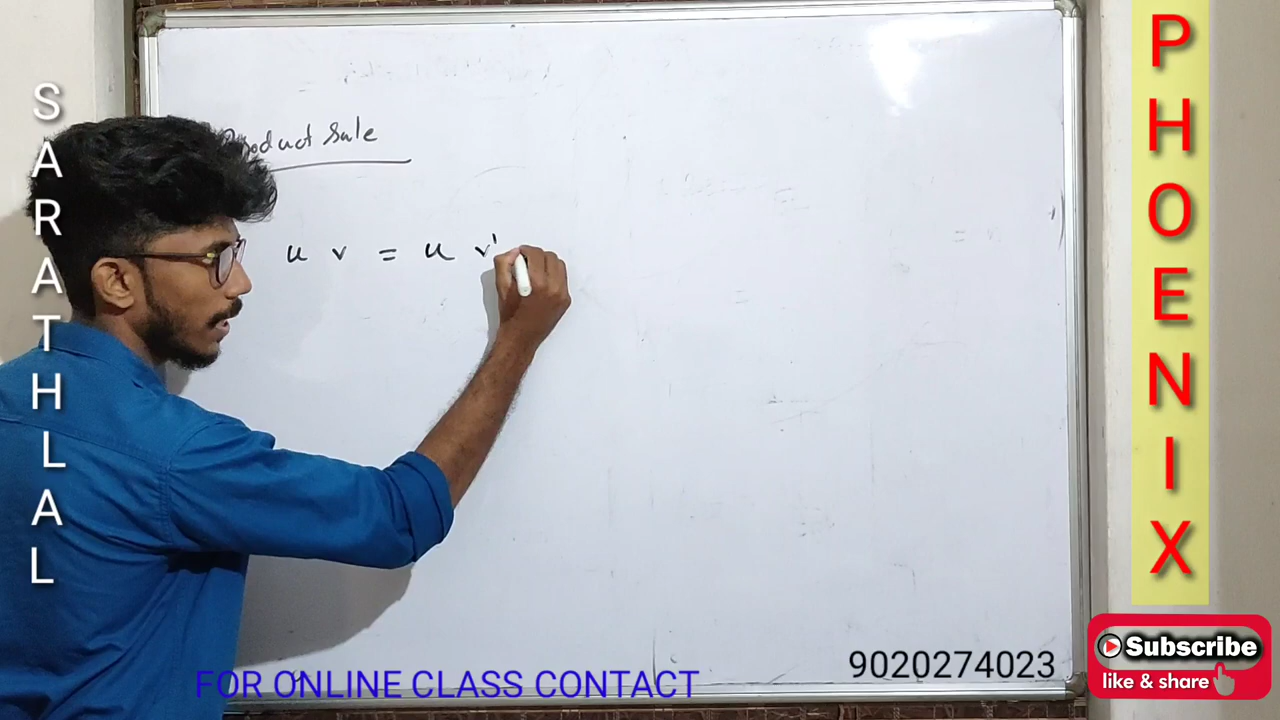 SARATHLAL
Product Rule
u v = u v'
PHOENIX
FOR ONLINE CLASS CONTACT
9020274023
Subscribe
like & share